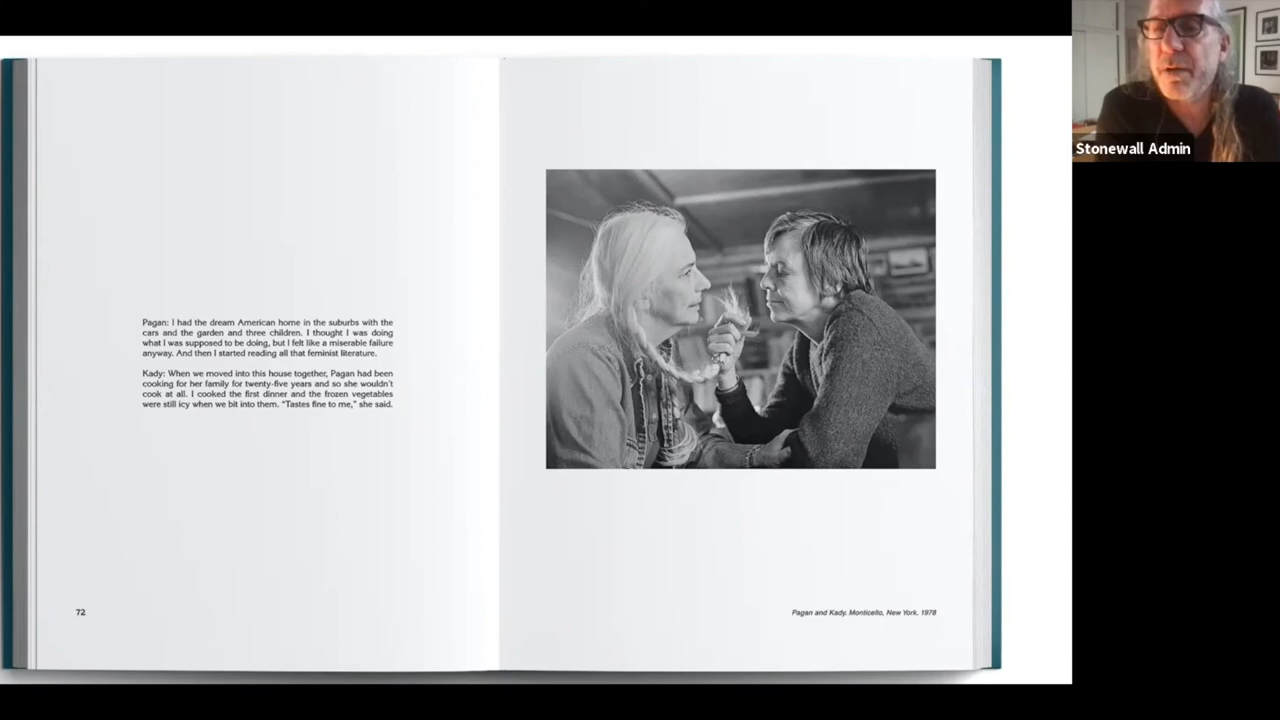 Pagan: I had the dream American home in the suburbs with the
cars and the garden and three children. I thought I was doing
what I was supposed to be doing, but I felt like a miserable failure
anyway. And then I started reading all that feminist literature.
Kady: When we moved into this house together, Pagan had been
cooking for her family for twenty-five years and so she wouldn't
cook at all. I cooked the first dinner and the frozen vegetables
were still icy when we bit into them. "Tastes fine to me," she said.
72
Pagan and Kady. Monticello, New York. 1978
Stonewall Admin